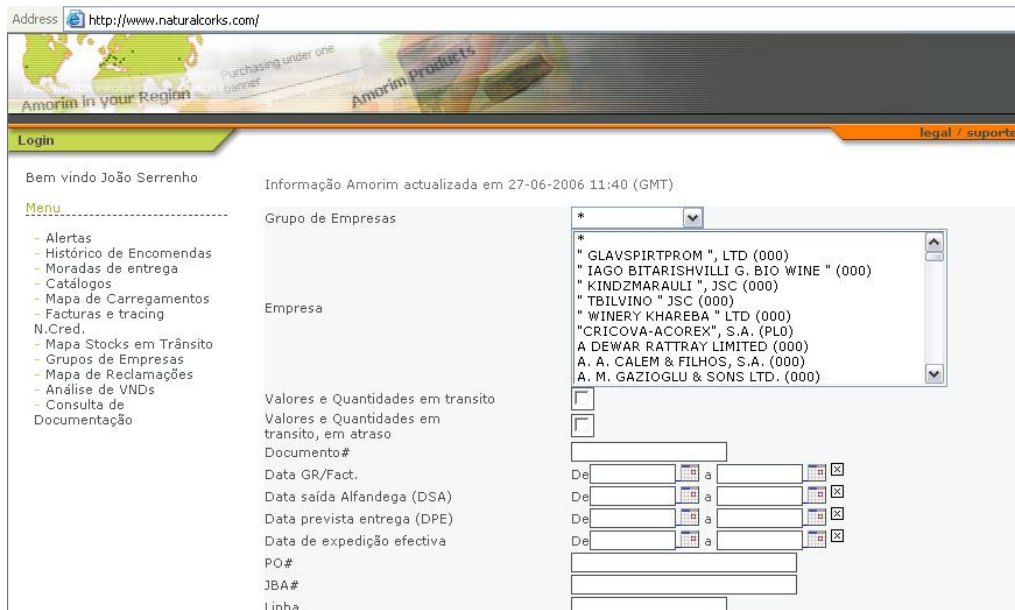 Address http://www.naturalcorks.com/
Purchasing under one
banner
Amorim Products
Amorim in your Region
Login
legal / suporte
Bem vindo João Serrenho
Menu
- Alertas
- Histórico de Encomendas
- Moradas de entrega
- Catálogos
- Mapa de Carregamentos
- Facturas e tracing
N.Cred.
- Mapa Stocks em Trânsito
- Grupos de Empresas
- Mapa de Reclamações
- Análise de VNDs
- Consulta de
Documentação
Informação Amorim actualizada em 27-06-2006 11:40 (GMT)
Grupo de Empresas *
Empresa
*
" GLAVSPIRTPROM ", LTD (000)
" IAGO BITARISHVILLI G. BIO WINE " (000)
" KINDZMARAULI ", JSC (000)
" TBILVINO " JSC (000)
" WINERY KHAREBA " LTD (000)
"CRICOVA-ACOREX", S.A. (PL0)
A DEWAR RATTRAY LIMITED (000)
A. A. CALEM & FILHOS, S.A. (000)
A. M. GAZIOGLU & SONS LTD. (000)
Valores e Quantidades em transito
Valores e Quantidades em
transito, em atraso
Documento#
Data GR/Fact. De a
Data saída Alfandega (DSA) De a
Data prevista entrega (DPE) De a
Data de expedição efectiva De a
PO#
JBA#
Linha